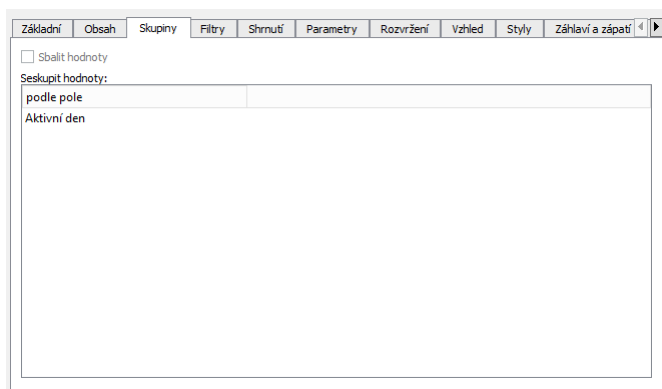 Základní Obsah Skupiny Filtry Shrnutí Parametry Rozvržení Vzhled Styly Záhlaví a zápatí
Sbalit hodnoty
Seskupit hodnoty:
podle pole
Aktivní den